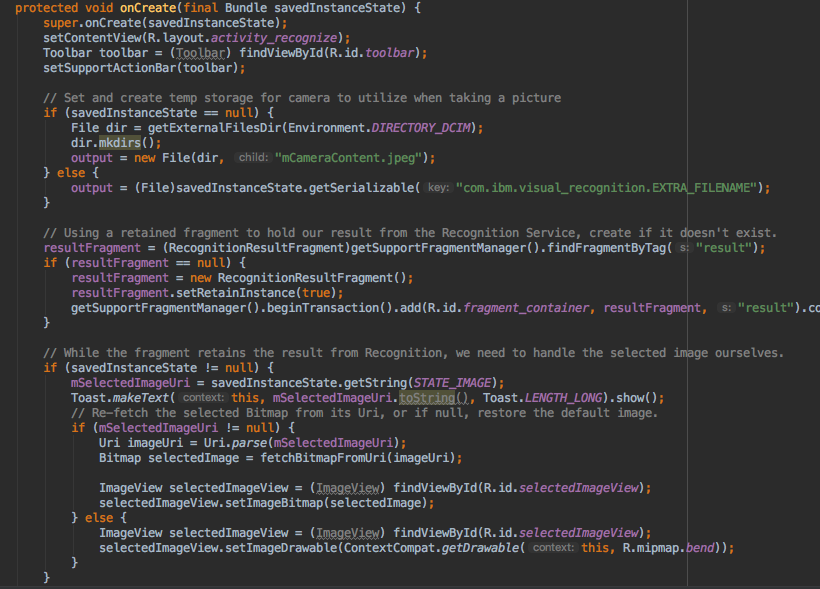 protected void onCreate(final Bundle savedInstanceState) {
super.onCreate(savedInstanceState);
setContentView(R.layout.activity_recognize);
Toolbar toolbar = (Toolbar) findViewById(R.id.toolbar);
setSupportActionBar(toolbar);
// Set and create temp storage for camera to utilize when taking a picture
if (savedInstanceState == null) {
File dir = getExternalFilesDir(Environment.DIRECTORY_DCIM);
dir.mkdirs();
output = new File(dir, child: "mCameraContent.jpeg");
} else {
output = (File)savedInstanceState.getSerializable( key: "com.ibm.visual_recognition.EXTRA_FILENAME");
}
// Using a retained fragment to hold our result from the Recognition Service, create if it doesn't exist.
resultFragment = (RecognitionResultFragment)getSupportFragmentManager().findFragmentByTag( s: "result");
if (resultFragment == null) {
resultFragment = new RecognitionResultFragment();
resultFragment.setRetainInstance(true);
getSupportFragmentManager().beginTransaction().add(R.id.fragment_container, resultFragment, s: "result").co
}
// While the fragment retains the result from Recognition, we need to handle the selected image ourselves.
if (savedInstanceState != null) {
mSelectedImageUri = savedInstanceState.getString(STATE_IMAGE);
Toast.makeText( context: this, mSelectedImageUri.toString(), Toast.LENGTH_LONG).show();
// Re-fetch the selected Bitmap from its Uri, or if null, restore the default image.
if (mSelectedImageUri != null) {
Uri imageUri = Uri.parse(mSelectedImageUri);
Bitmap selectedImage = fetchBitmapFromUri(imageUri);
ImageView selectedImageView = (ImageView) findViewById(R.id.selectedImageView);
selectedImageView.setImageBitmap(selectedImage);
} else {
ImageView selectedImageView = (ImageView) findViewById(R.id.selectedImageView);
selectedImageView.setImageDrawable(ContextCompat.getDrawable( context: this, R.mipmap.bend));
}
}